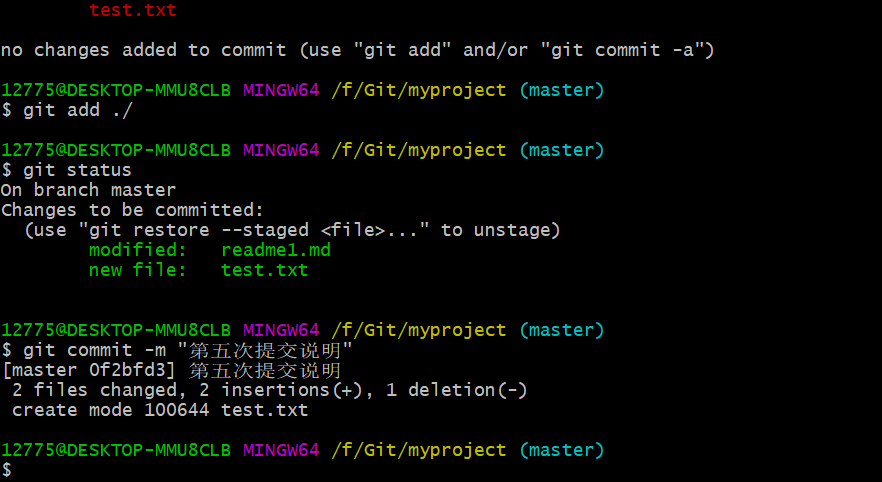 test.txt
no changes added to commit (use "git add" and/or "git commit -a")
12775@DESKTOP-MMU8CLB MINGW64 /f/Git/myproject (master)
$ git add ./
12775@DESKTOP-MMU8CLB MINGW64 /f/Git/myproject (master)
$ git status
On branch master
Changes to be committed:
  (use "git restore --staged <file>..." to unstage)
        modified:   readme1.md
        new file:   test.txt
12775@DESKTOP-MMU8CLB MINGW64 /f/Git/myproject (master)
$ git commit -m "第五次提交说明"
[master 0f2bfd3] 第五次提交说明
 2 files changed, 2 insertions(+), 1 deletion(-)
 create mode 100644 test.txt
12775@DESKTOP-MMU8CLB MINGW64 /f/Git/myproject (master)
$